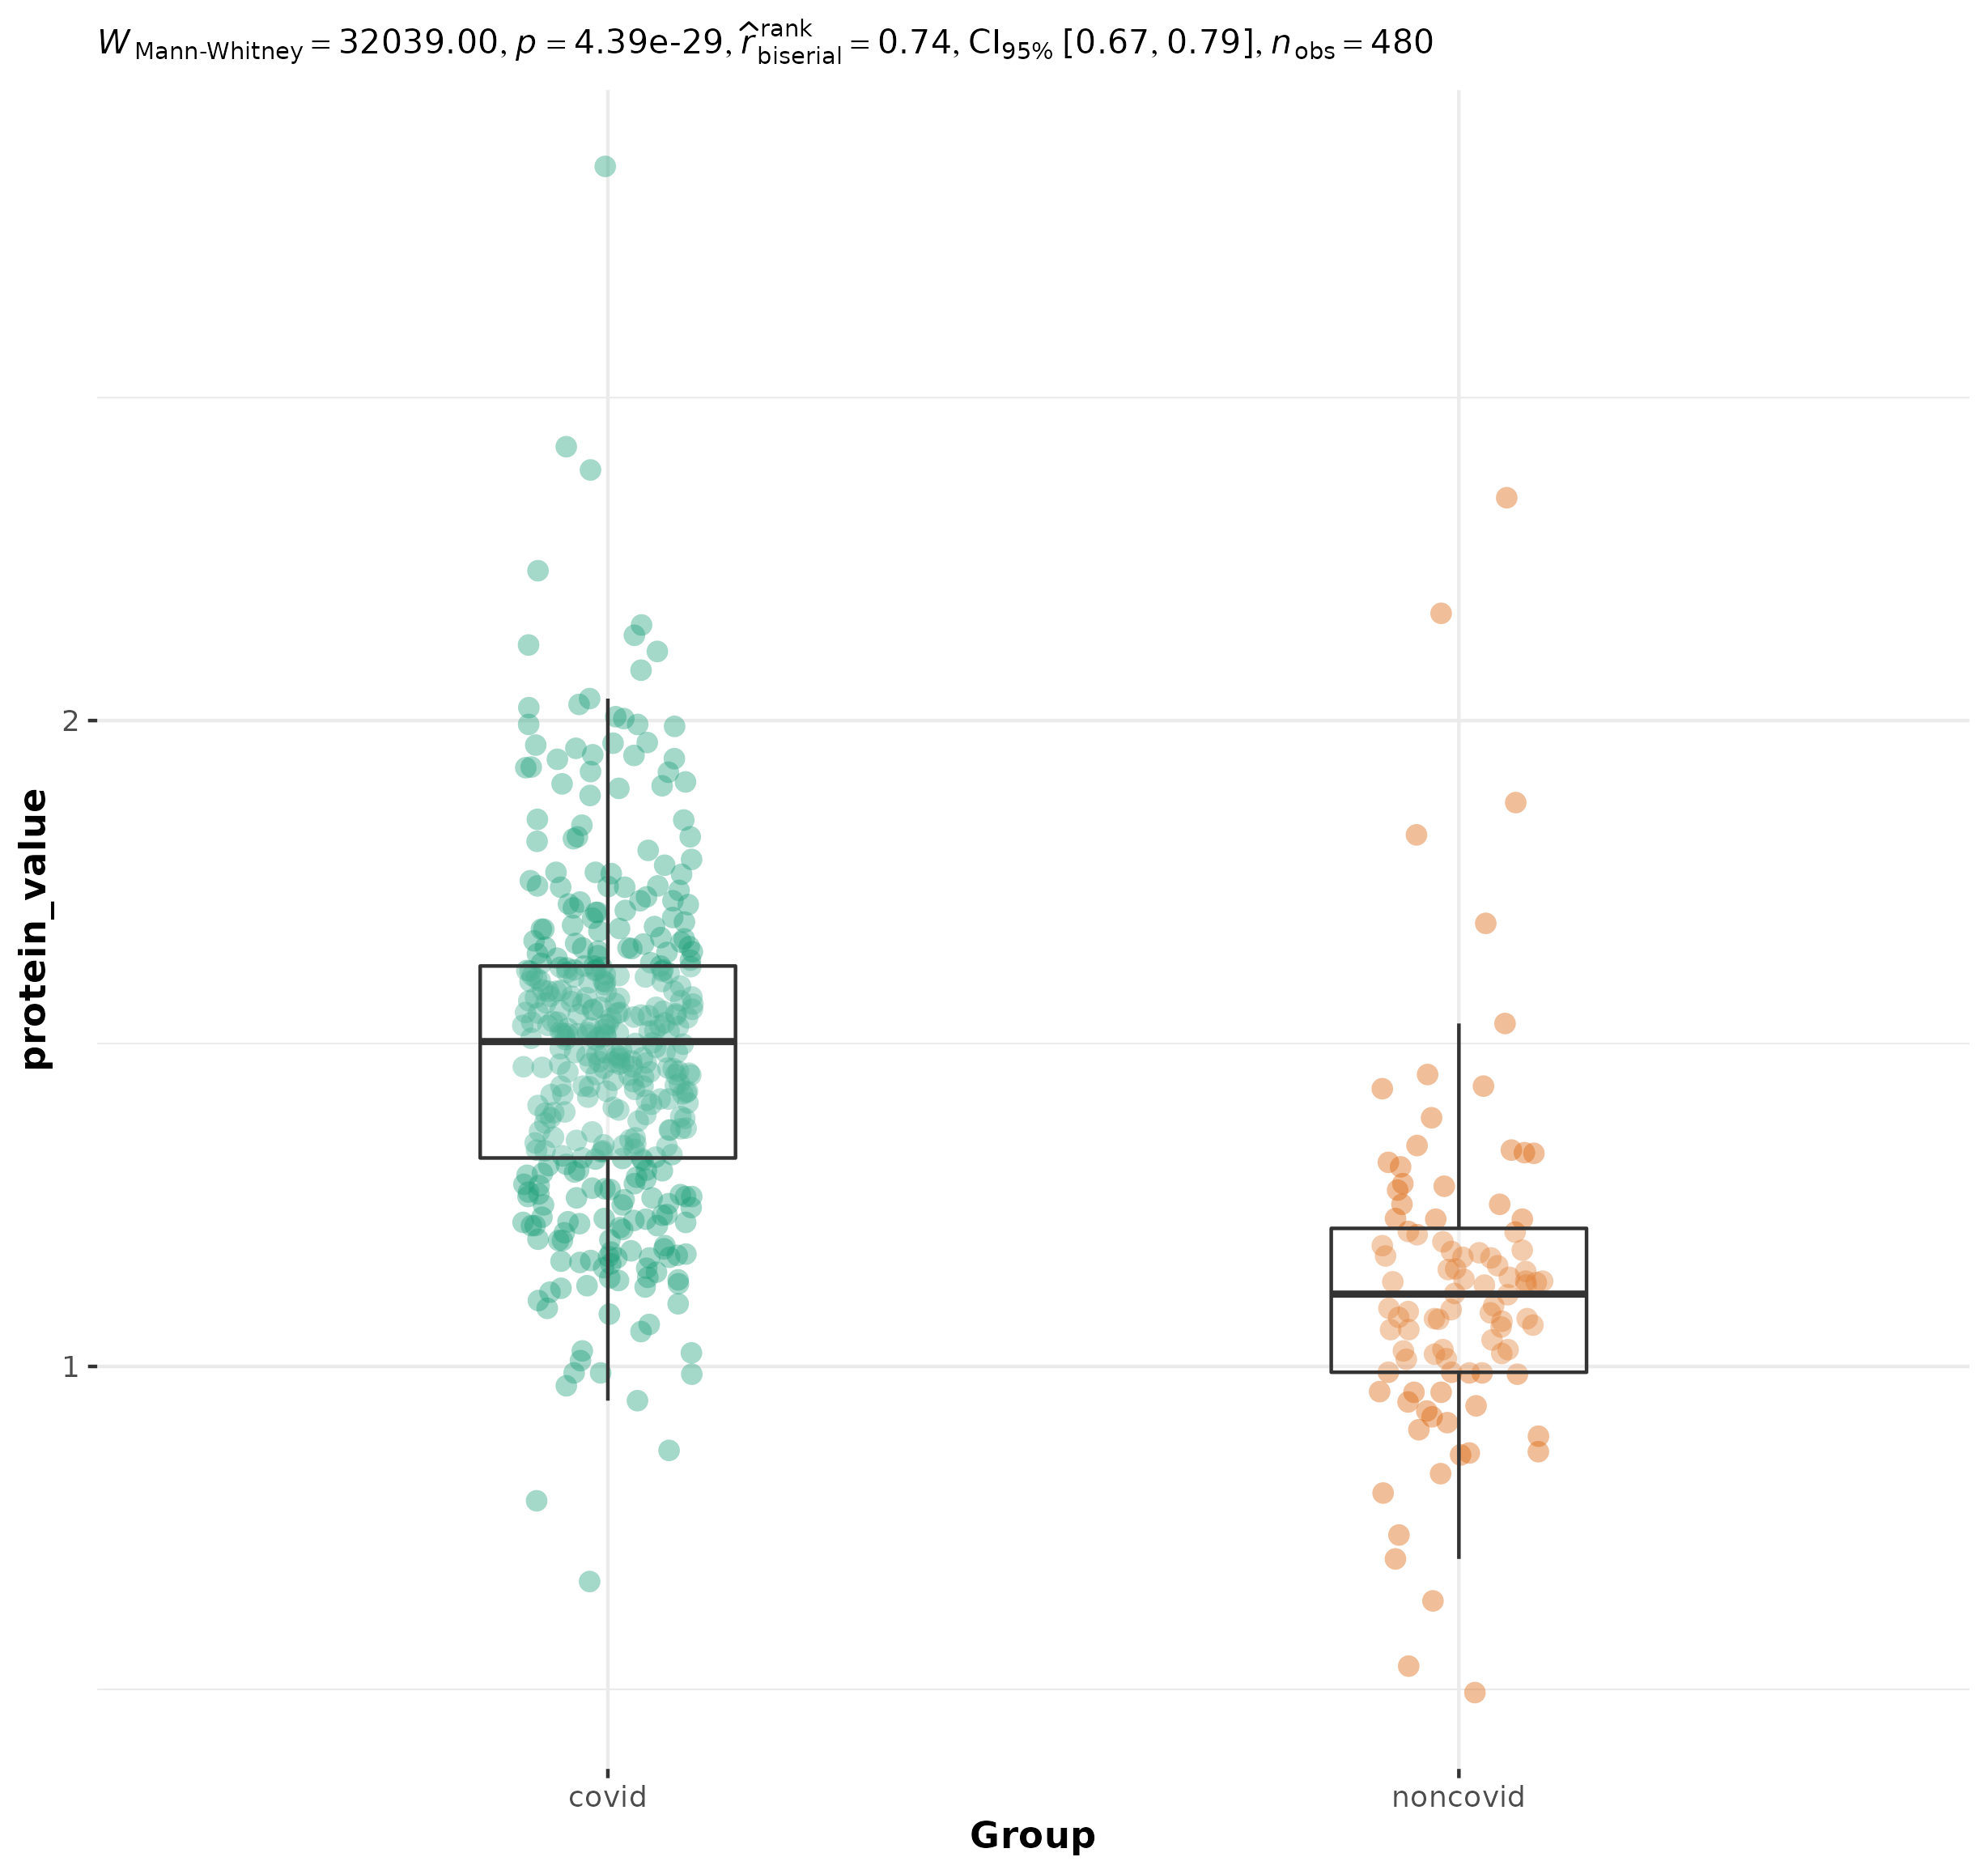 W Mann-Whitney = 32039.00, p = 4.39e-29, r̂ rank biserial = 0.74, CI95% [0.67, 0.79], n obs = 480
protein_value
2
1
covid noncovid
Group